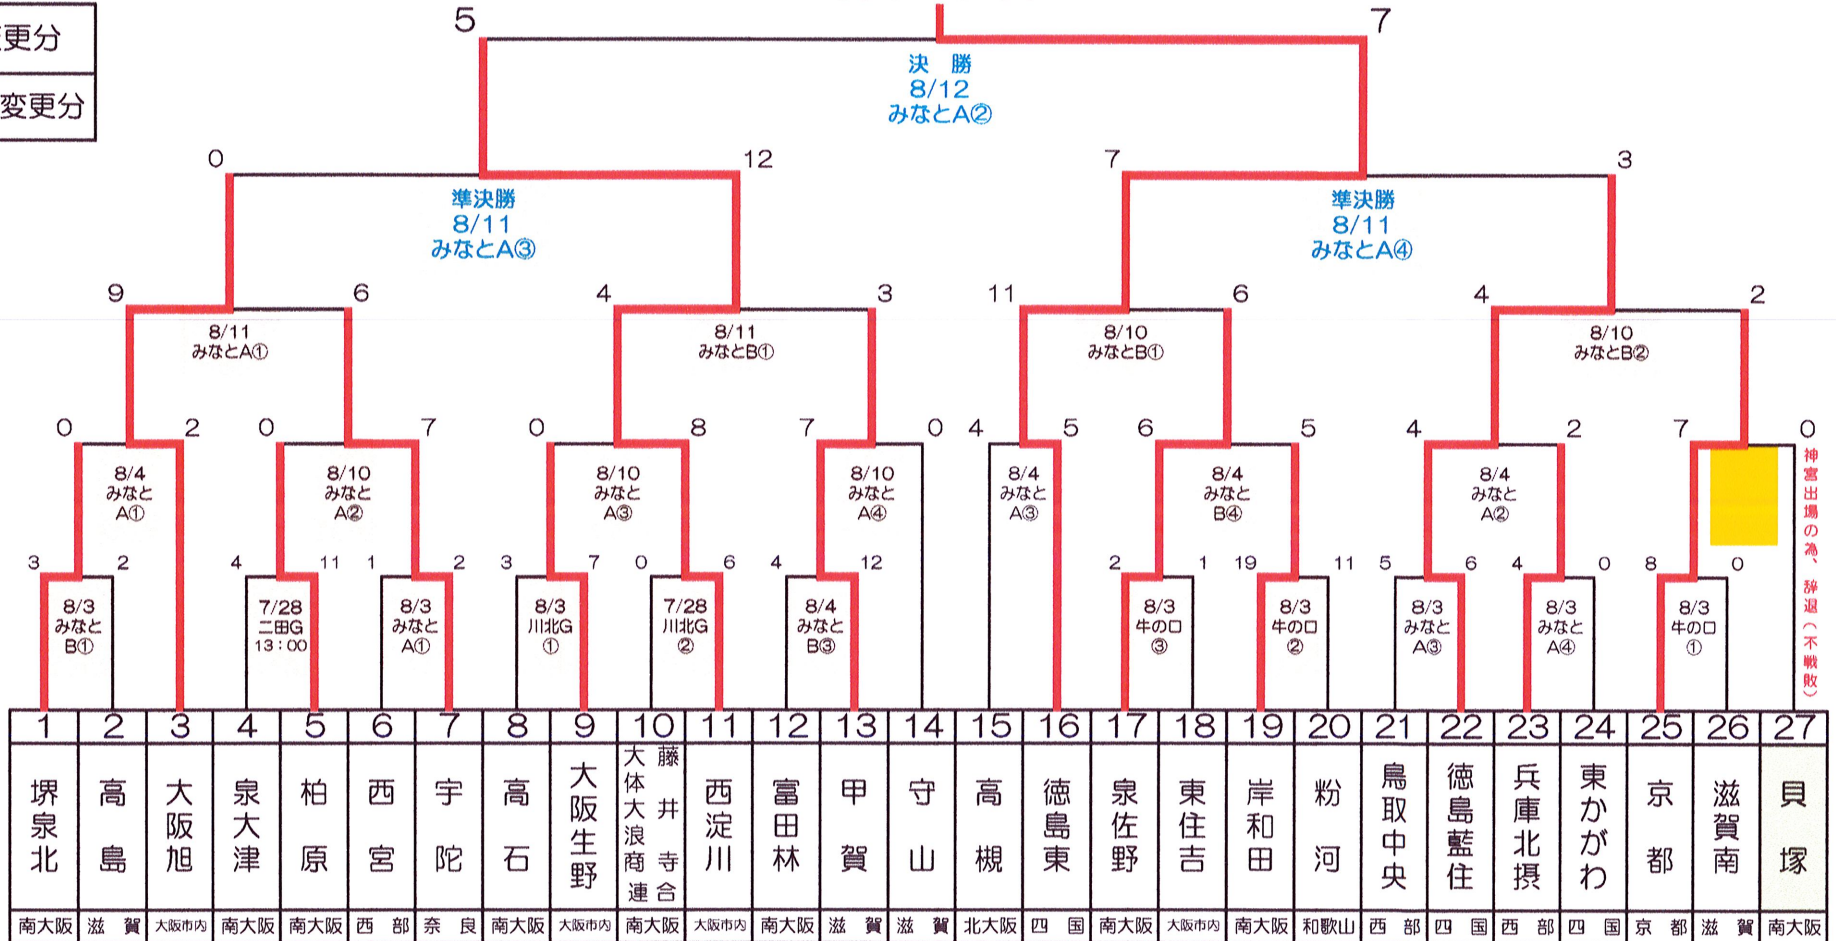 更分
変更分
5
7
決 勝
8/12
みなとA②
0
12
7
3
準決勝
8/11
みなとA③
準決勝
8/11
みなとA④
9
6
4
3
11
6
4
2
8/11
みなとA①
8/11
みなとB①
8/10
みなとB①
8/10
みなとB②
0
2
0
7
0
8
7
0
4
5
6
5
4
2
7
0
8/4
みなと
A①
8/10
みなと
A②
8/10
みなと
A③
8/10
みなと
A④
8/4
みなと
A③
8/4
みなと
B④
8/4
みなと
A②
神宮出場の為、辞退(不戦敗)
3
2
4
11
1
2
3
7
0
6
4
12
2
1
19
11
5
6
4
0
8
0
8/3
みなと
B①
7/28
二田G
13:00
8/3
みなと
A①
8/3
川北G
①
7/28
川北G
②
8/4
みなと
B③
8/3
牛の口
③
8/3
牛の口
②
8/3
みなと
A③
8/3
みなと
A④
8/3
牛の口
①
1 2 3 4 5 6 7 8 9 10 11 12 13 14 15 16 17 18 19 20 21 22 23 24 25 26 27
堺泉北
高島
大阪旭
泉大津
柏原
西宮
宇陀
高石
大阪生野
藤井寺合
大体大浪商連
西淀川
富田林
甲賀
守山
高槻
徳島東
泉佐野
東住吉
岸和田
粉河
鳥取中央
徳島藍住
兵庫北摂
東かがわ
京都
滋賀南
貝塚
南大阪 滋賀 大阪市内 南大阪 南大阪 西部 奈良 南大阪 大阪市内 南大阪 大阪市内 南大阪 滋賀 滋賀 北大阪 四国 南大阪 大阪市内 南大阪 和歌山 西部 四国 西部 四国 京都 滋賀 南大阪